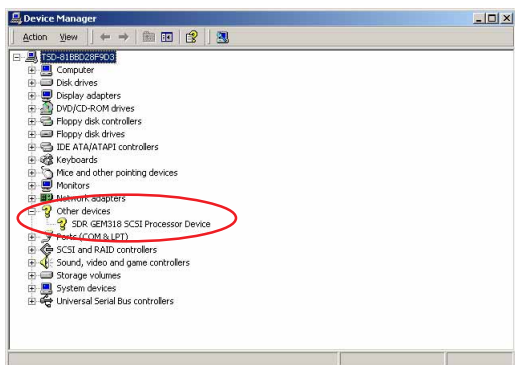 Device Manager
Action View
TSD-81BBD28F9D3
Computer
Disk drives
Display adapters
DVD/CD-ROM drives
Floppy disk controllers
Floppy disk drives
IDE ATA/ATAPI controllers
Keyboards
Mice and other pointing devices
Monitors
Network adapters
Other devices
SDR GEM318 SCSI Processor Device
Ports (COM & LPT)
SCSI and RAID controllers
Sound, video and game controllers
Storage volumes
System devices
Universal Serial Bus controllers